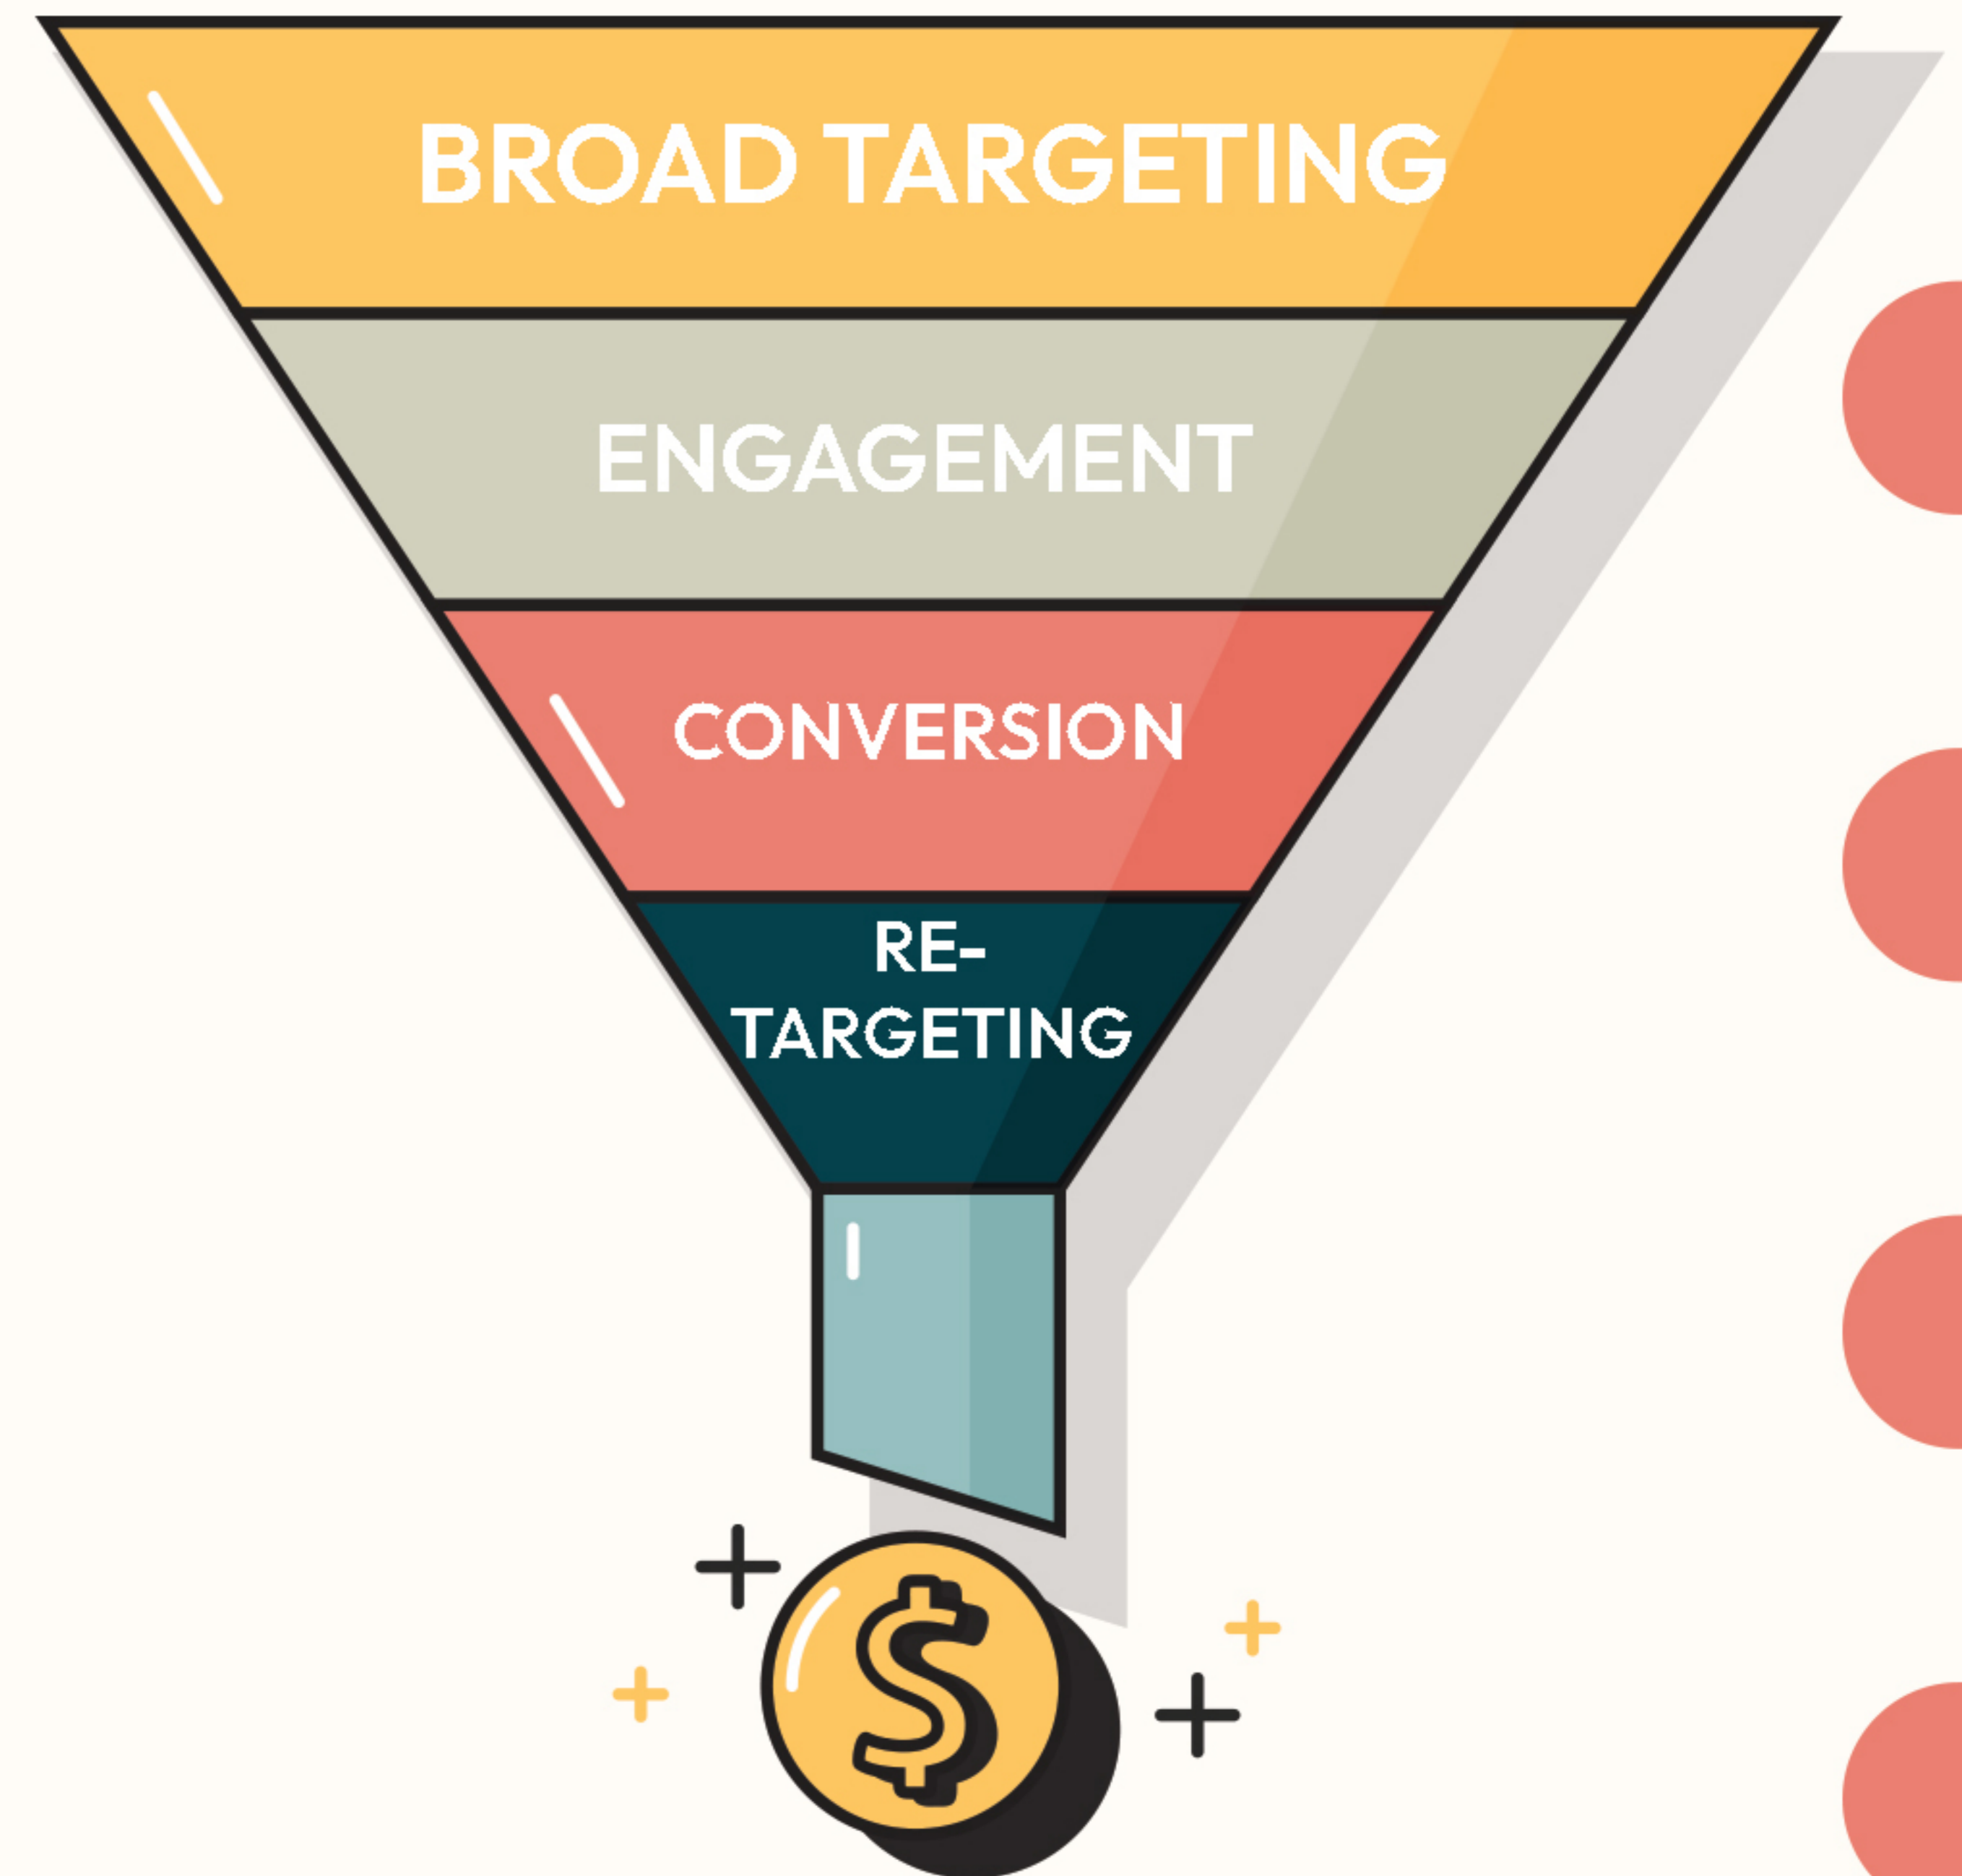 BROAD TARGETING
ENGAGEMENT
CONVERSION
RE-
TARGETING
$